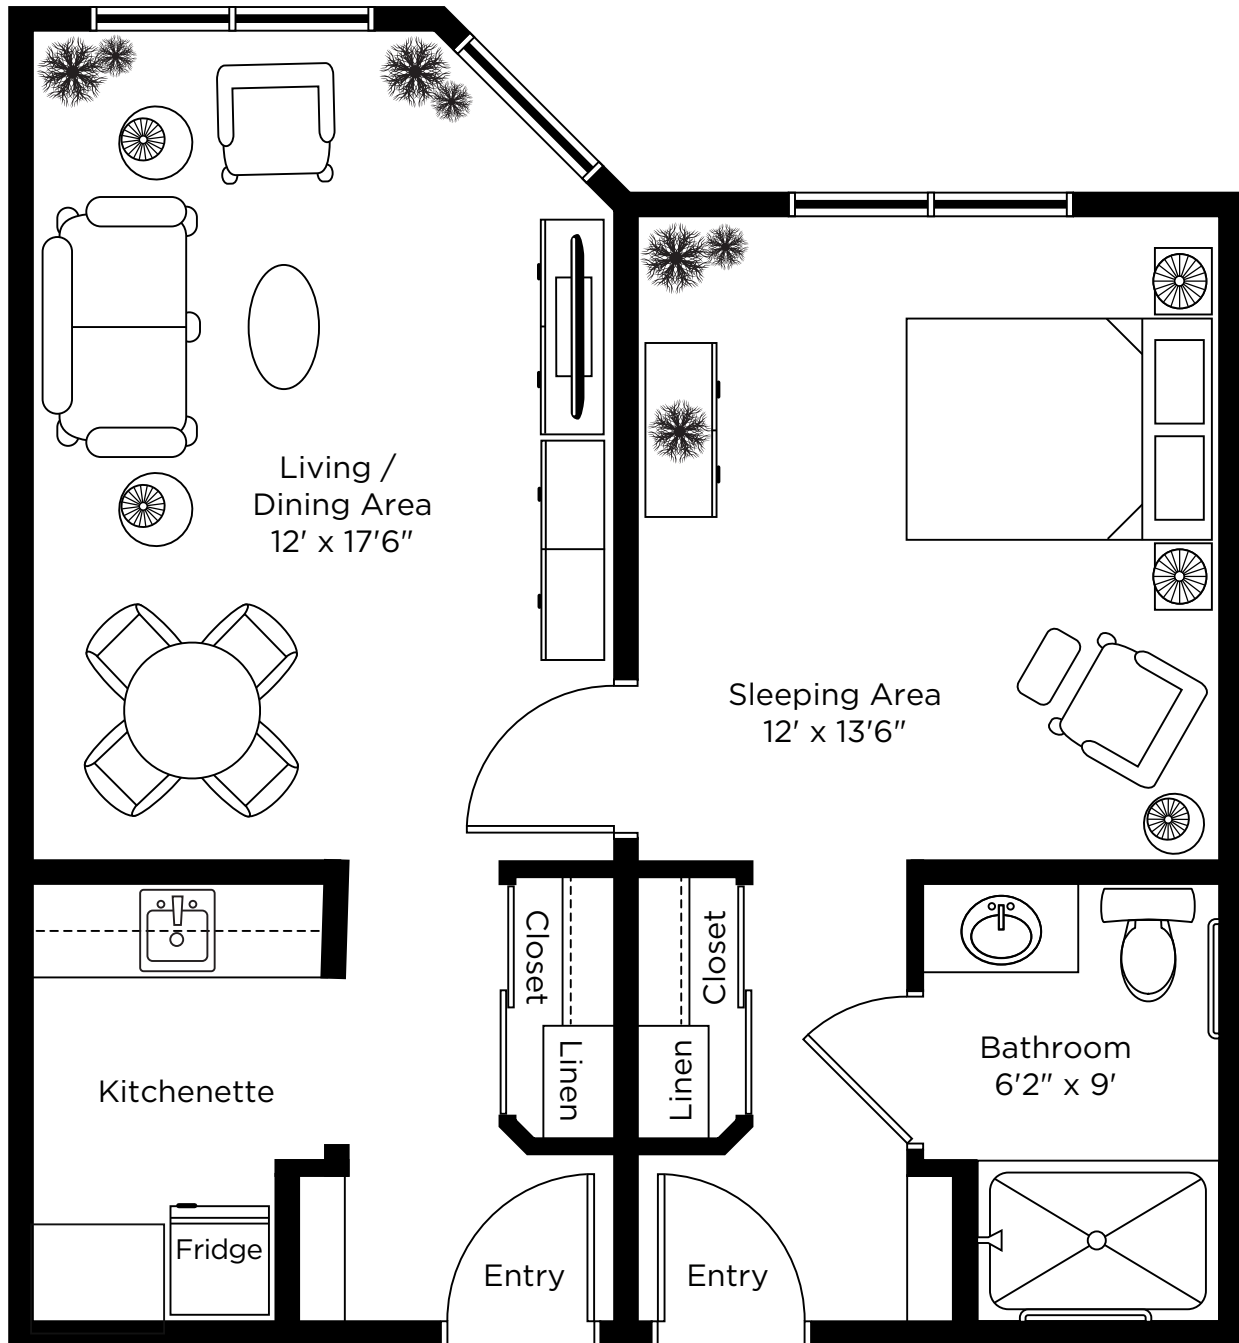 Living /
Dining Area
12' x 17'6"
Sleeping Area
12' x 13'6"
Closet
Closet
Linen
Linen
Kitchenette
Bathroom
6'2" x 9'
Fridge
Entry
Entry